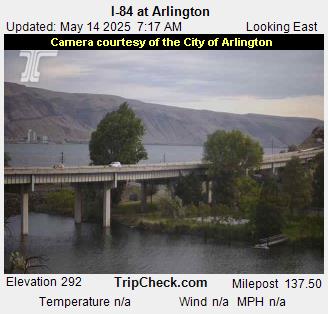 I-84 at Arlington
Updated: May 14 2025 7:17 AM Looking East
Camera courtesy of the City of Arlington
Elevation 292 TripCheck.com Milepost 137.50
Temperature n/a Wind n/a MPH n/a